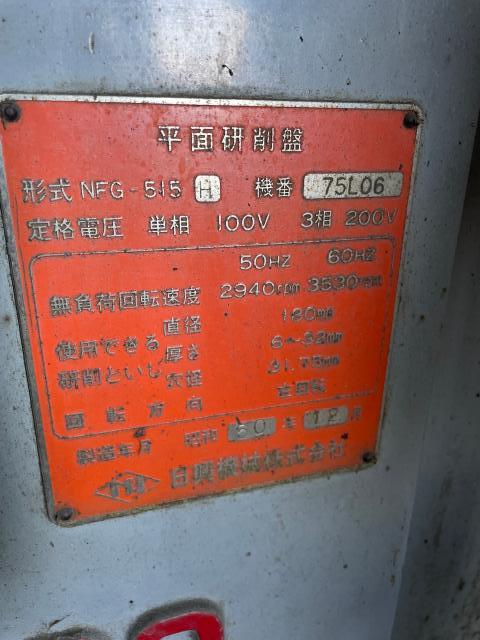 平面研削盤
形式 NFG-515 H 機番 75L06
定格電圧 単相 100V 3相 200V
50HZ 60HZ
無負荷回転速度 2940rpm 3530rpm
使用できる研削といし 直径 180mm
厚さ 6~32mm
穴径 31.75mm
回転方向 右回転
製造年月 昭和 50 年 12 月
日興機械株式会社